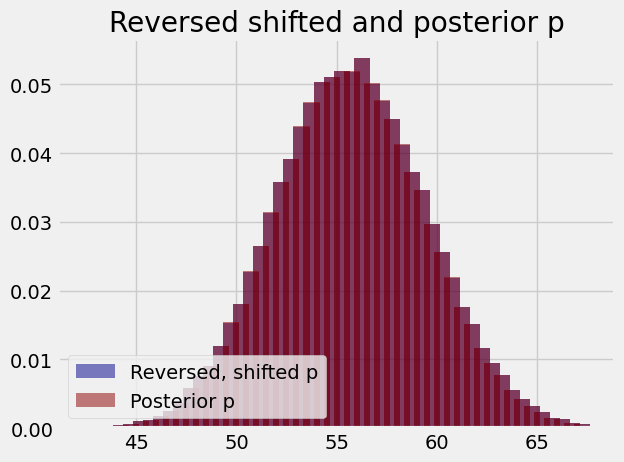 Reversed shifted and posterior p
0.05
0.04
0.03
0.02
0.01
0.00
Reversed, shifted p
Posterior p
45 50 55 60 65